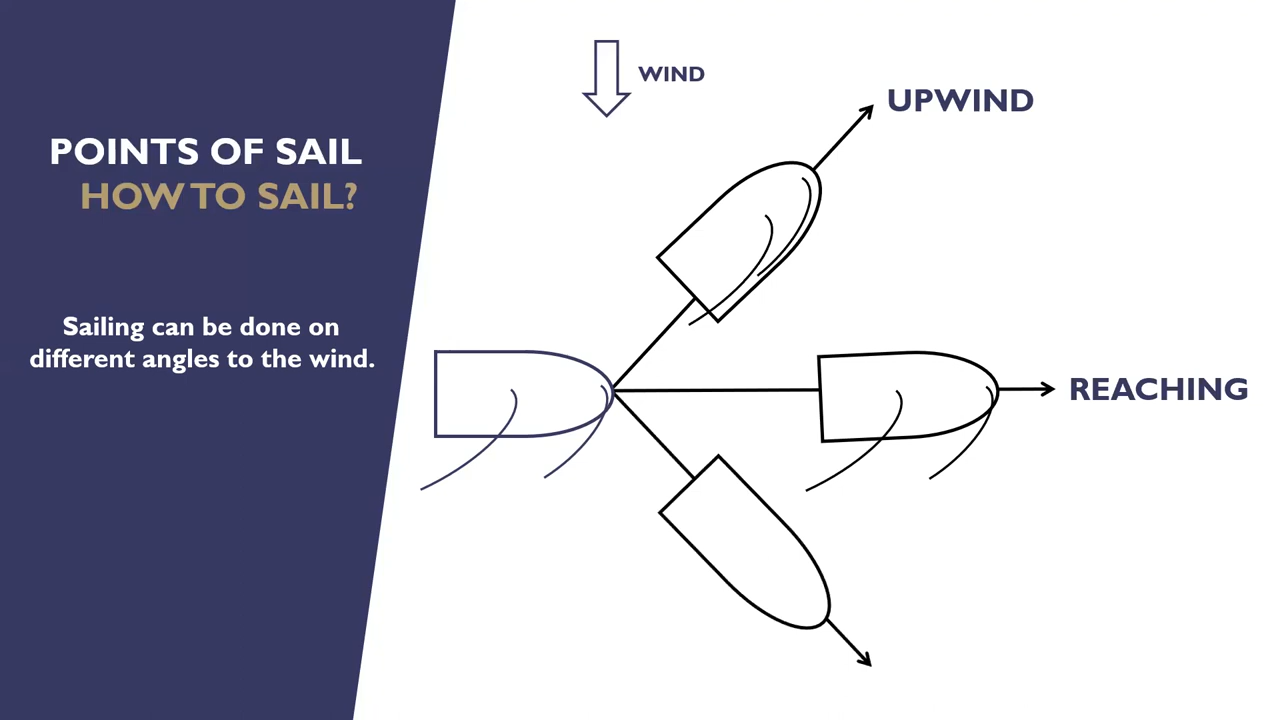 POINTS OF SAIL
HOW TO SAIL?
Sailing can be done on
different angles to the wind.
WIND
UPWIND
REACHING